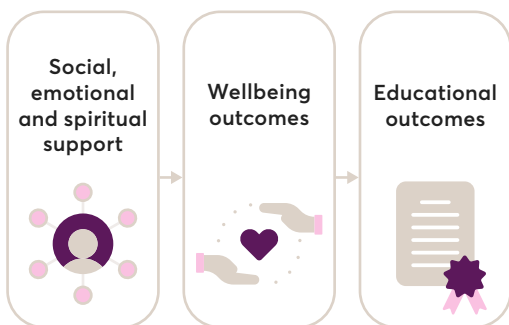 Social,
emotional
and spiritual
support
Wellbeing
outcomes
Educational
outcomes